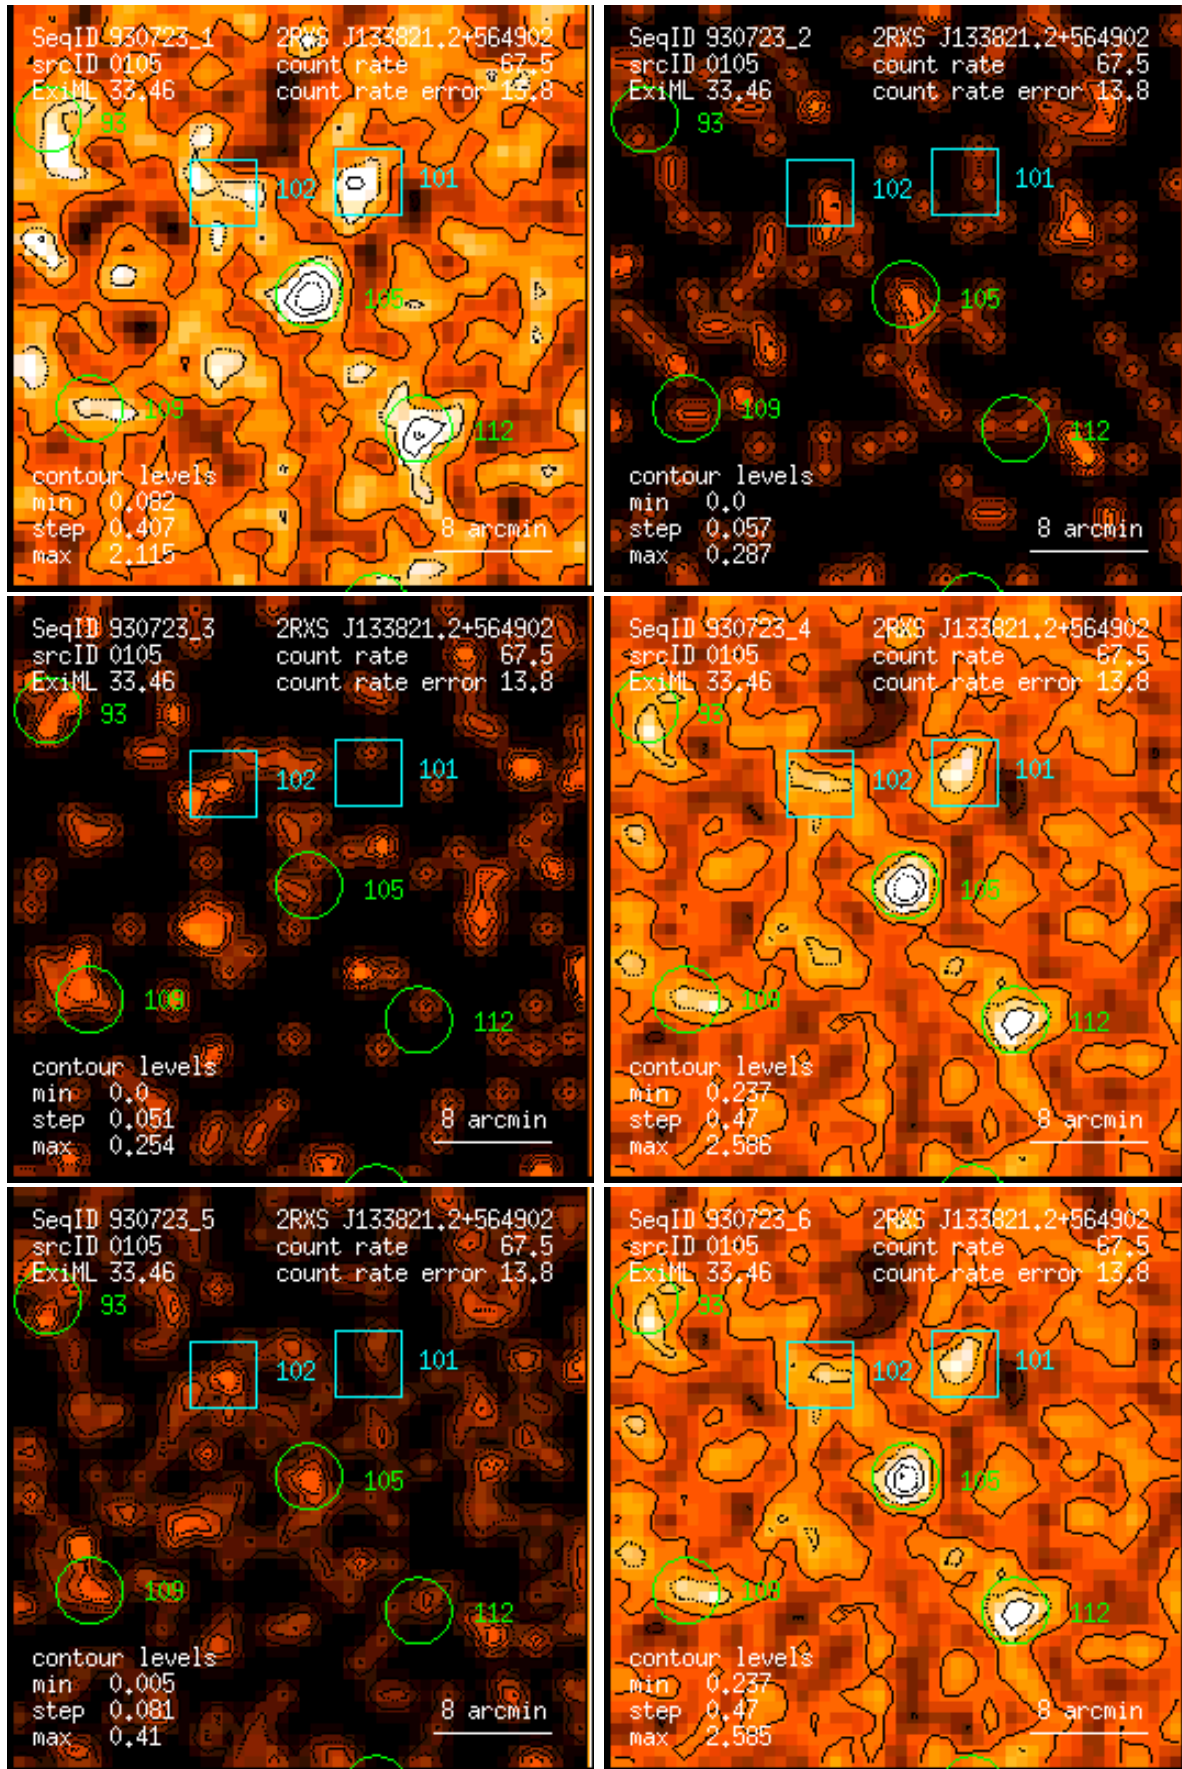 SeqID 930723_1 2RXS J133821.2+564902
srcID 0105 count rate 67.5
ExiML 33.46 count rate error 13.8
93
102 101
105
109
112
contour levels
min 0.082
step 0.407 8 arcmin
max 2.115
SeqID 930723_2 2RXS J133821.2+564902
srcID 0105 count rate 67.5
ExiML 33.46 count rate error 13.8
93
102 101
105
109
112
contour levels
min 0.0
step 0.057 8 arcmin
max 0.287
SeqID 930723_3 2RXS J133821.2+564902
srcID 0105 count rate 67.5
ExiML 33.46 count rate error 13.8
93
102 101
105
109
112
contour levels
min 0.0
step 0.051 8 arcmin
max 0.254
SeqID 930723_4 2RXS J133821.2+564902
srcID 0105 count rate 67.5
ExiML 33.46 count rate error 13.8
93
102 101
105
109
112
contour levels
min 0.237
step 0.47 8 arcmin
max 2.586
SeqID 930723_5 2RXS J133821.2+564902
srcID 0105 count rate 67.5
ExiML 33.46 count rate error 13.8
93
102 101
105
109
112
contour levels
min 0.005
step 0.081 8 arcmin
max 0.41
SeqID 930723_6 2RXS J133821.2+564902
srcID 0105 count rate 67.5
ExiML 33.46 count rate error 13.8
93
102 101
105
109
112
contour levels
min 0.237
step 0.47 8 arcmin
max 2.585